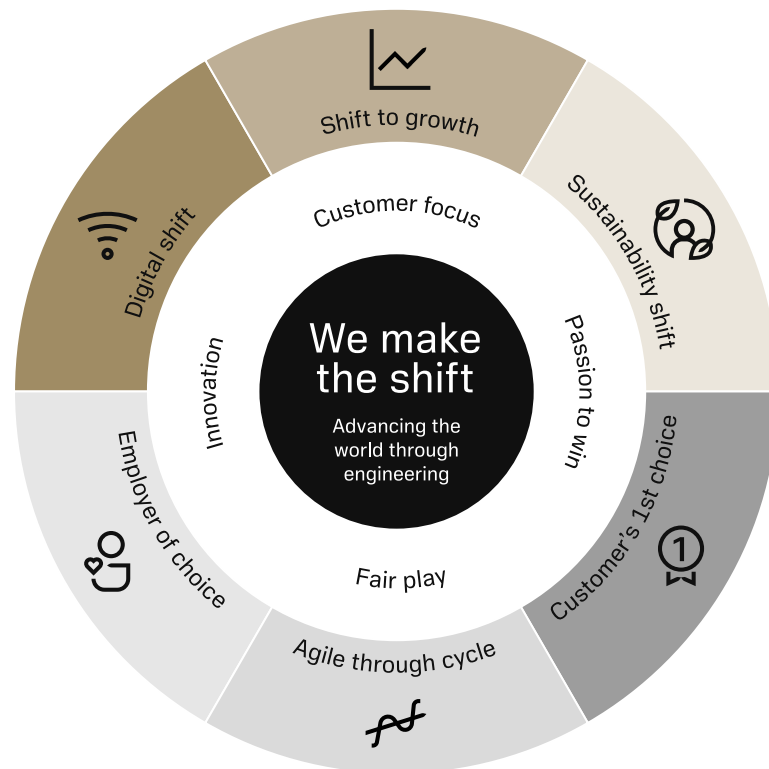 Shift to growth
Sustainability shift
Customer's 1st choice
1
Agile through cycle
Employer of choice
Digital shift
Customer focus
Passion to win
Fair play
Innovation
We make
the shift
Advancing the
world through
engineering